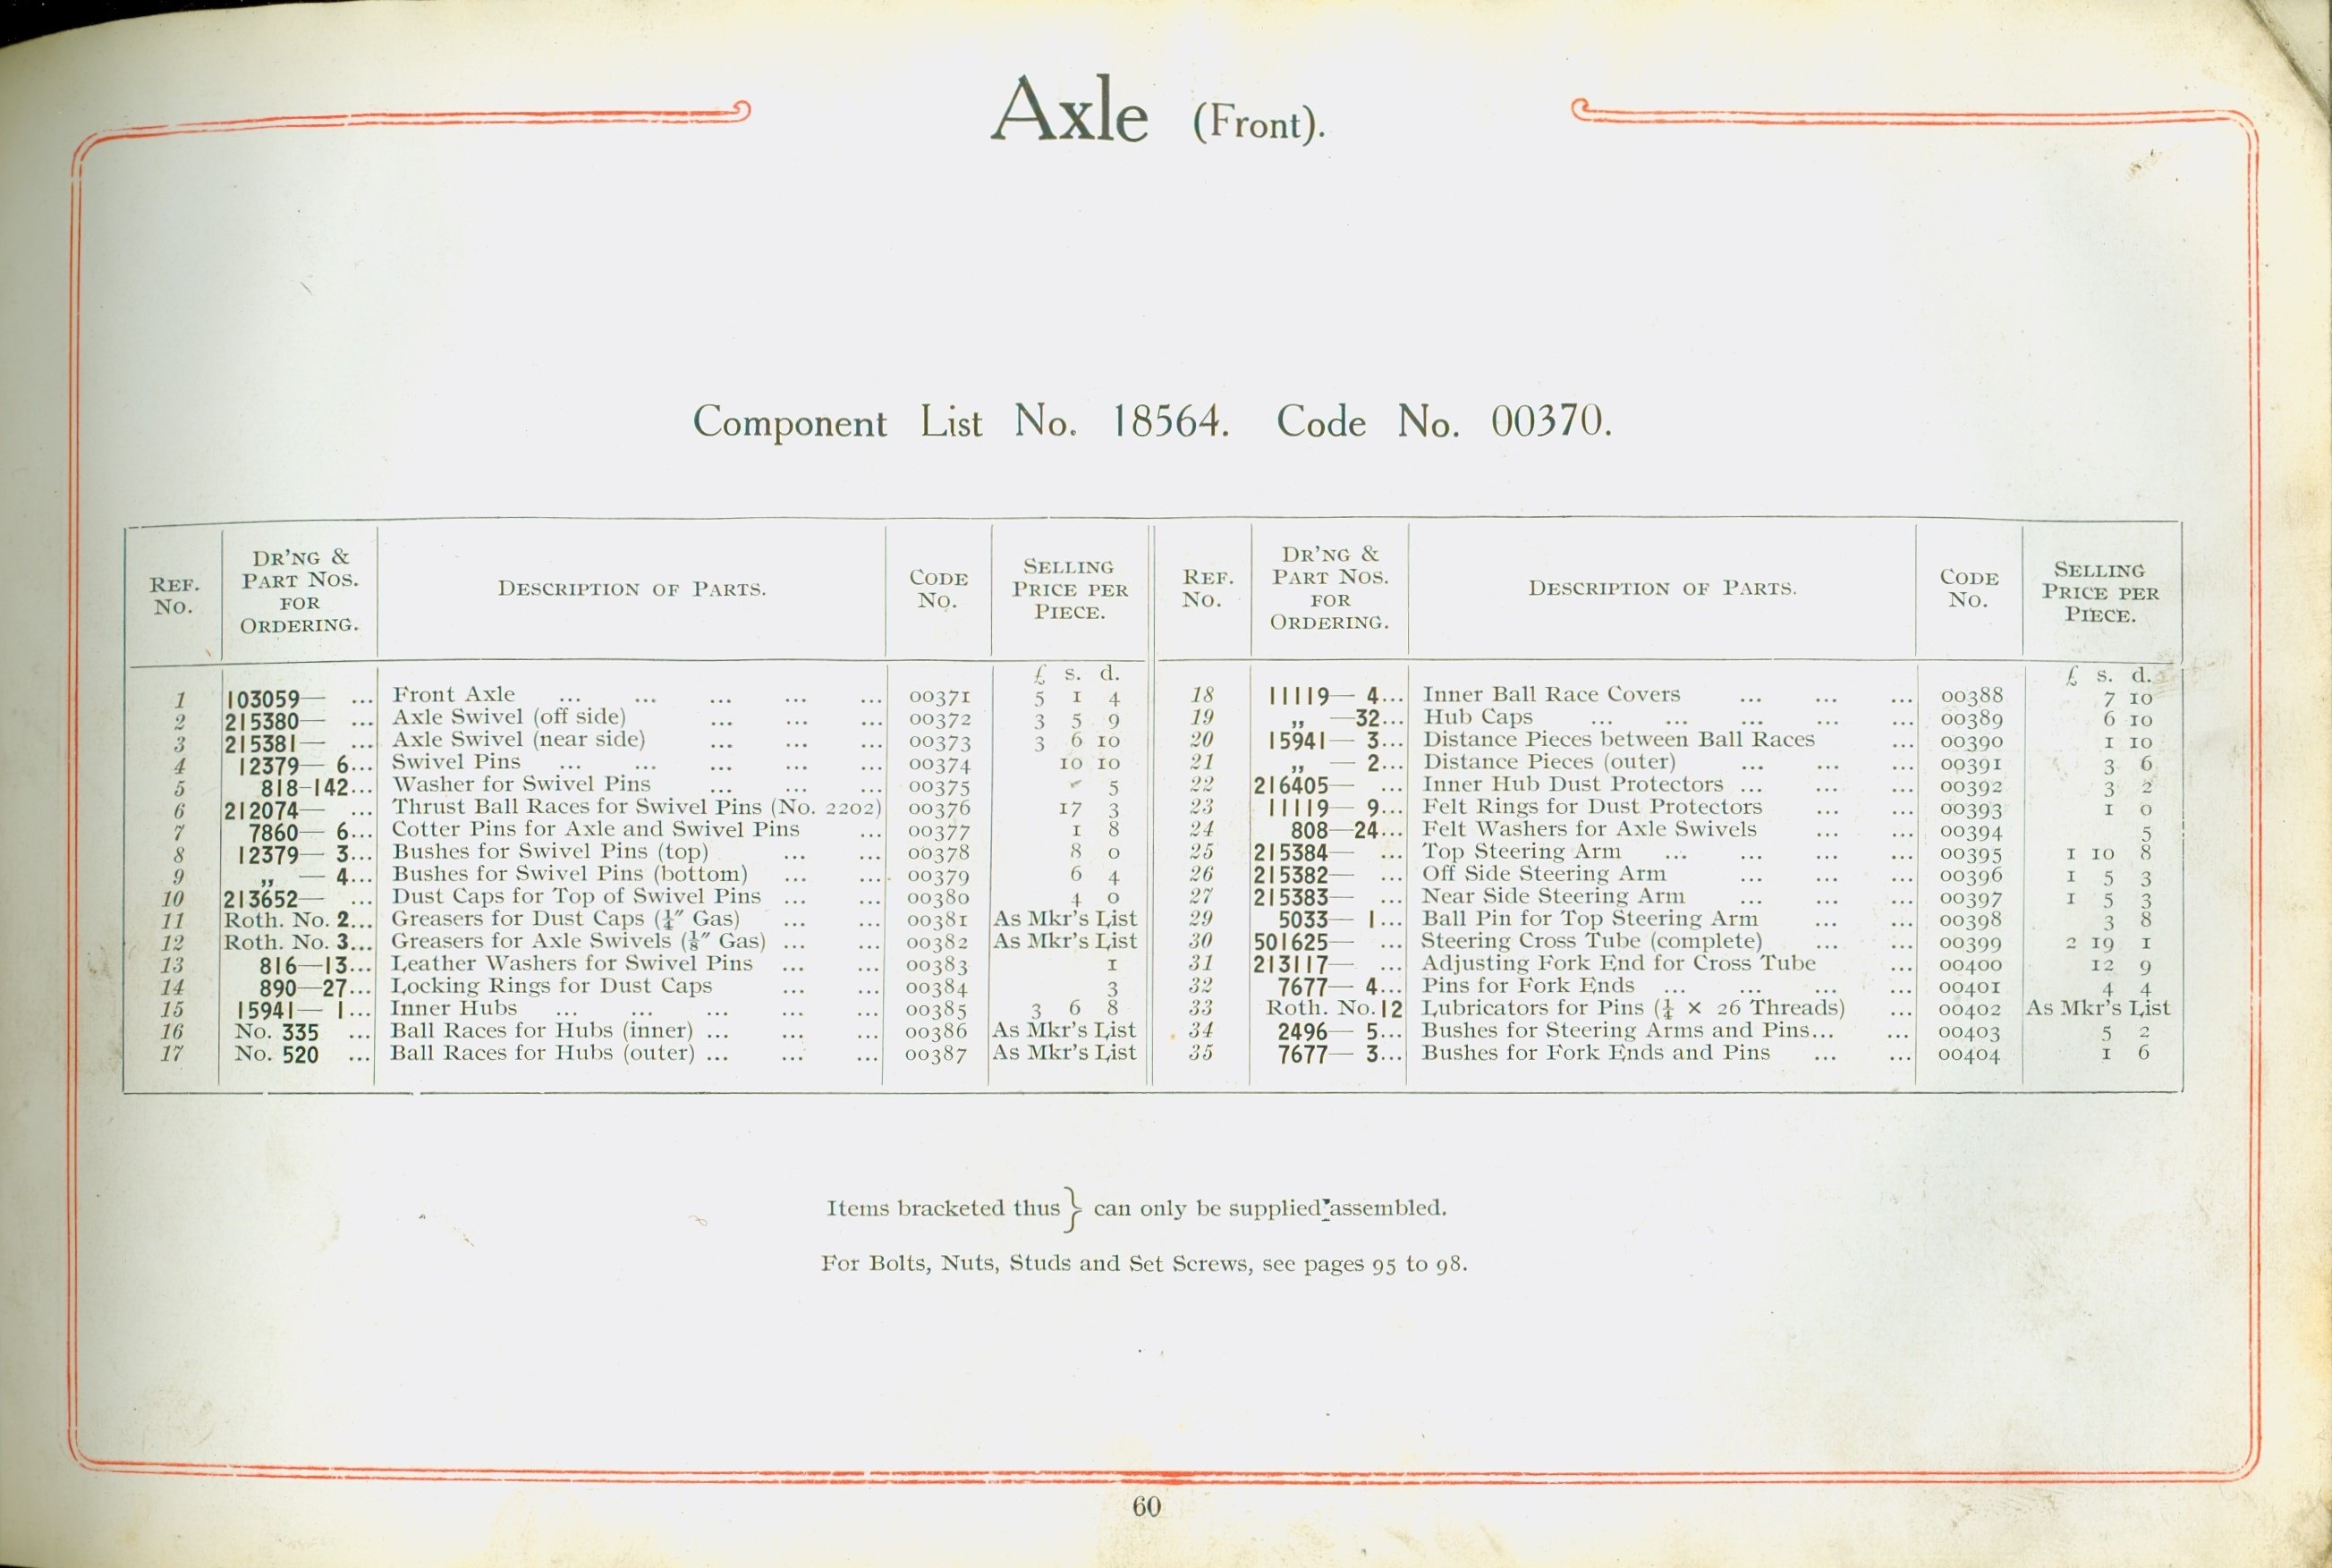 Axle (Front).
Component List No. 18564. Code No. 00370.
REF. No. DR'NG & PART NOS. FOR ORDERING. DESCRIPTION OF PARTS. CODE No. SELLING PRICE PER PIECE.
£ s. d.
1 103059— ... Front Axle ... ... ... ... ... 00371 5 1 4
2 215380— ... Axle Swivel (off side) ... ... ... 00372 3 5 9
3 215381— ... Axle Swivel (near side) ... ... ... 00373 3 6 10
4 12379— 6... Swivel Pins ... ... ... ... ... 00374 10 10
5 818-142... Washer for Swivel Pins ... ... ... 00375 5
6 212074— ... Thrust Ball Races for Swivel Pins (No. 2202) 00376 17 3
7 7860— 6... Cotter Pins for Axle and Swivel Pins ... 00377 1 8
8 12379— 3... Bushes for Swivel Pins (top) ... ... 00378 8 0
9 ,, — 4... Bushes for Swivel Pins (bottom) ... ... 00379 6 4
10 213652— ... Dust Caps for Top of Swivel Pins ... ... 00380 4 0
11 Roth. No. 2... Greasers for Dust Caps (¼″ Gas) ... ... 00381 As Mkr's List
12 Roth. No. 3... Greasers for Axle Swivels (⅛″ Gas) ... ... 00382 As Mkr's List
13 816—13... Leather Washers for Swivel Pins ... ... 00383 1
14 890—27... Locking Rings for Dust Caps ... ... 00384 3
15 15941— 1... Inner Hubs ... ... ... ... ... 00385 3 6 8
16 No. 335 ... Ball Races for Hubs (inner) ... ... ... 00386 As Mkr's List
17 No. 520 ... Ball Races for Hubs (outer) ... ... ... 00387 As Mkr's List
REF. No. DR'NG & PART NOS. FOR ORDERING. DESCRIPTION OF PARTS. CODE No. SELLING PRICE PER PIECE.
£ s. d.
18 11119— 4... Inner Ball Race Covers ... ... ... 00388 7 10
19 ,, —32... Hub Caps ... ... ... ... ... 00389 6 10
20 15941— 3... Distance Pieces between Ball Races ... 00390 1 10
21 ,, — 2... Distance Pieces (outer) ... ... ... 00391 3 6
22 216405— ... Inner Hub Dust Protectors ... ... ... 00392 3 2
23 11119— 9... Felt Rings for Dust Protectors ... ... 00393 1 0
24 808—24... Felt Washers for Axle Swivels ... ... 00394 5
25 215384— ... Top Steering Arm ... ... ... ... 00395 1 10 8
26 215382— ... Off Side Steering Arm ... ... ... 00396 1 5 3
27 215383— ... Near Side Steering Arm ... ... ... 00397 1 5 3
29 5033— 1... Ball Pin for Top Steering Arm ... ... 00398 3 8
30 501625— ... Steering Cross Tube (complete) ... ... 00399 2 19 1
31 213117— ... Adjusting Fork End for Cross Tube ... 00400 12 9
32 7677— 4... Pins for Fork Ends ... ... ... ... 00401 4 4
33 Roth. No. 12 Lubricators for Pins (¼ × 26 Threads) ... 00402 As Mkr's List
34 2496— 5... Bushes for Steering Arms and Pins... ... 00403 5 2
35 7677— 3... Bushes for Fork Ends and Pins ... ... 00404 1 6
Items bracketed thus } can only be supplied assembled.
For Bolts, Nuts, Studs and Set Screws, see pages 95 to 98.
60